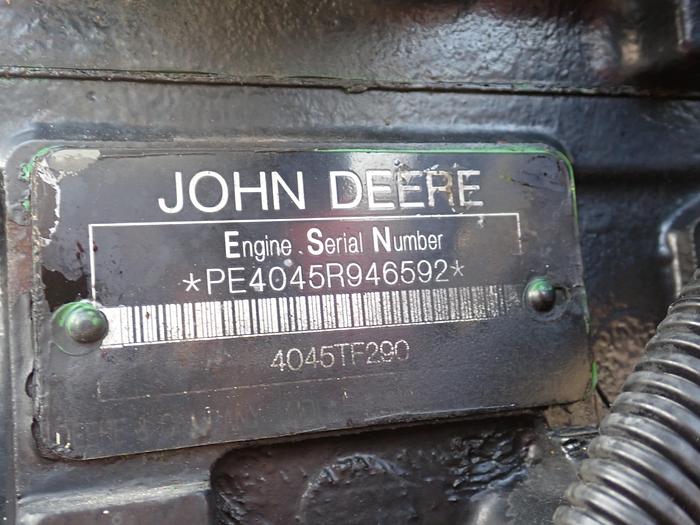 JOHN DEERE
Engine Serial Number
*PE4045R946592*
4045TF290